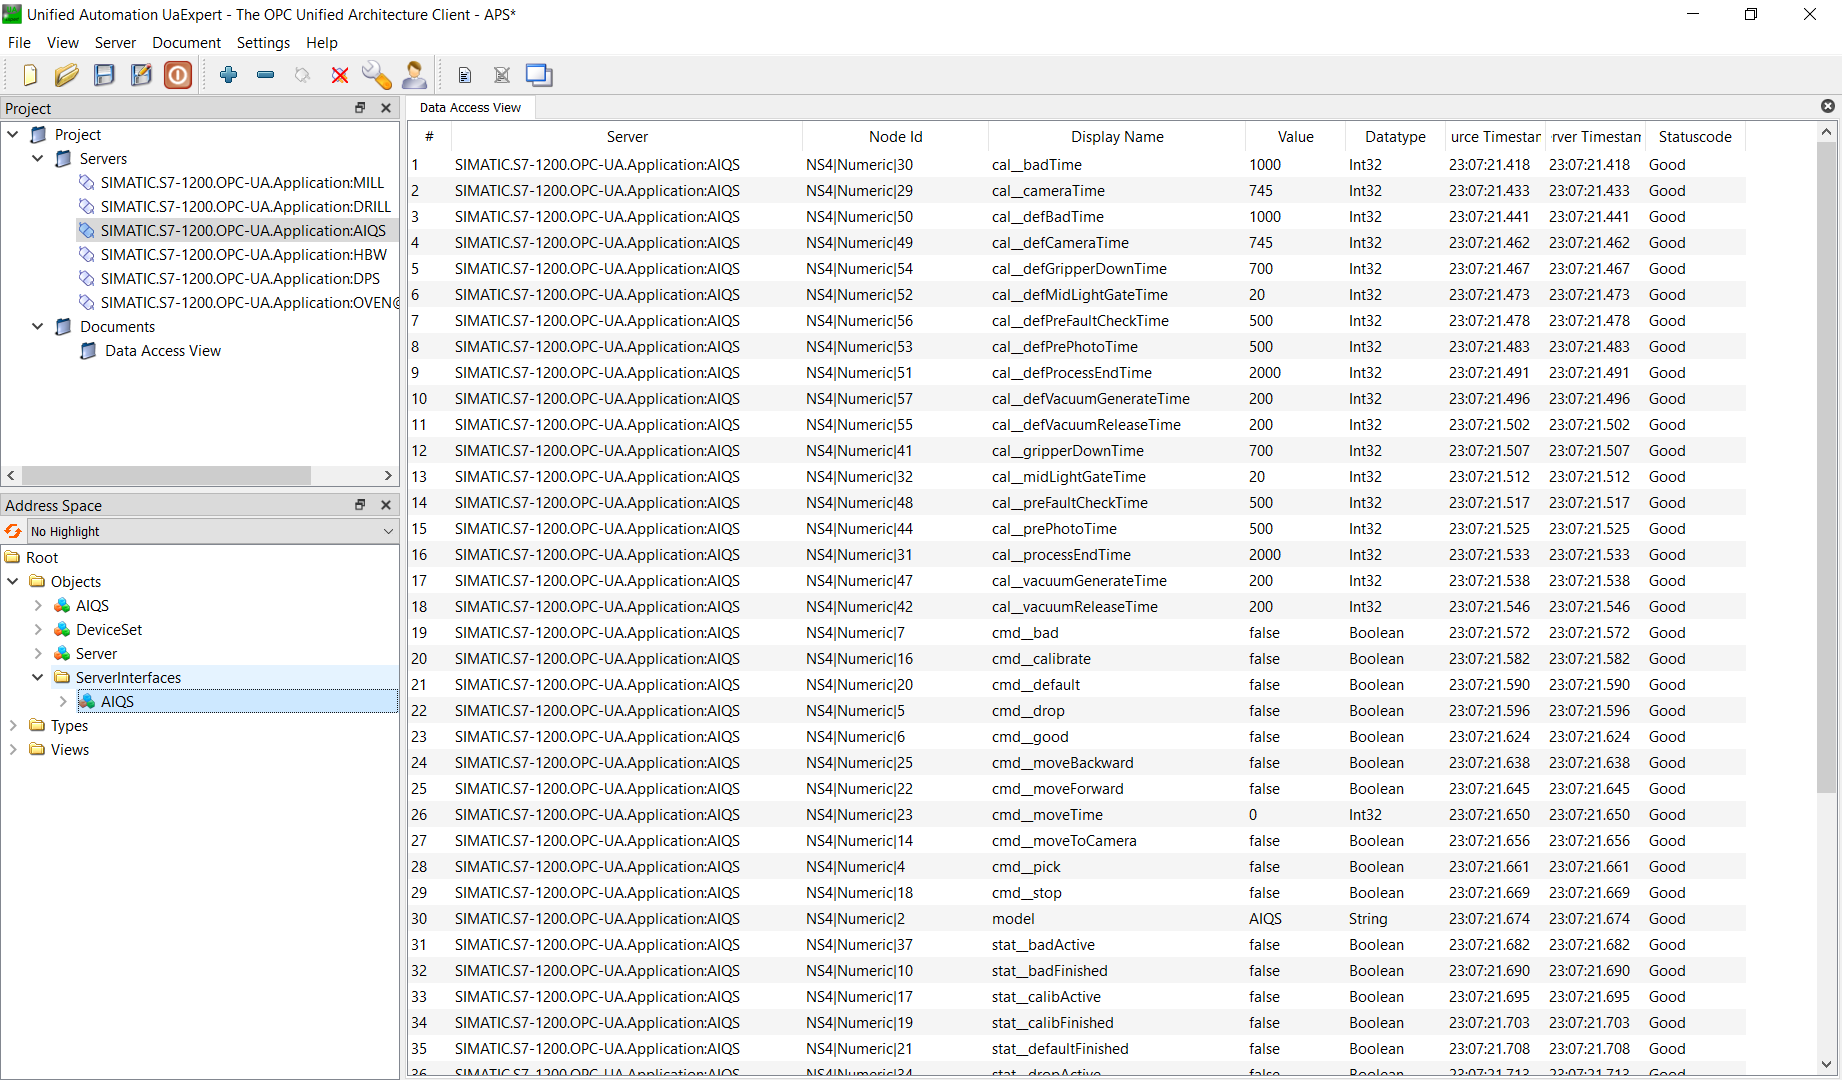 Unified Automation UaExpert - The OPC Unified Architecture Client - APS*
File View Server Document Settings Help
Project
Project
Servers
SIMATIC.S7-1200.OPC-UA.Application:MILL
SIMATIC.S7-1200.OPC-UA.Application:DRILL
SIMATIC.S7-1200.OPC-UA.Application:AIQS
SIMATIC.S7-1200.OPC-UA.Application:HBW
SIMATIC.S7-1200.OPC-UA.Application:DPS
SIMATIC.S7-1200.OPC-UA.Application:OVEN@
Documents
Data Access View
Address Space
No Highlight
Root
Objects
AIQS
DeviceSet
Server
ServerInterfaces
AIQS
Types
Views
Data Access View
# Server Node Id Display Name Value Datatype urce Timestan rver Timestam Statuscode
1 SIMATIC.S7-1200.OPC-UA.Application:AIQS NS4|Numeric|30 cal__badTime 1000 Int32 23:07:21.418 23:07:21.418 Good
2 SIMATIC.S7-1200.OPC-UA.Application:AIQS NS4|Numeric|29 cal__cameraTime 745 Int32 23:07:21.433 23:07:21.433 Good
3 SIMATIC.S7-1200.OPC-UA.Application:AIQS NS4|Numeric|50 cal__defBadTime 1000 Int32 23:07:21.441 23:07:21.441 Good
4 SIMATIC.S7-1200.OPC-UA.Application:AIQS NS4|Numeric|49 cal__defCameraTime 745 Int32 23:07:21.462 23:07:21.462 Good
5 SIMATIC.S7-1200.OPC-UA.Application:AIQS NS4|Numeric|54 cal__defGripperDownTime 700 Int32 23:07:21.467 23:07:21.467 Good
6 SIMATIC.S7-1200.OPC-UA.Application:AIQS NS4|Numeric|52 cal__defMidLightGateTime 20 Int32 23:07:21.473 23:07:21.473 Good
7 SIMATIC.S7-1200.OPC-UA.Application:AIQS NS4|Numeric|56 cal__defPreFaultCheckTime 500 Int32 23:07:21.478 23:07:21.478 Good
8 SIMATIC.S7-1200.OPC-UA.Application:AIQS NS4|Numeric|53 cal__defPrePhotoTime 500 Int32 23:07:21.483 23:07:21.483 Good
9 SIMATIC.S7-1200.OPC-UA.Application:AIQS NS4|Numeric|51 cal__defProcessEndTime 2000 Int32 23:07:21.491 23:07:21.491 Good
10 SIMATIC.S7-1200.OPC-UA.Application:AIQS NS4|Numeric|57 cal__defVacuumGenerateTime 200 Int32 23:07:21.496 23:07:21.496 Good
11 SIMATIC.S7-1200.OPC-UA.Application:AIQS NS4|Numeric|55 cal__defVacuumReleaseTime 200 Int32 23:07:21.502 23:07:21.502 Good
12 SIMATIC.S7-1200.OPC-UA.Application:AIQS NS4|Numeric|41 cal__gripperDownTime 700 Int32 23:07:21.507 23:07:21.507 Good
13 SIMATIC.S7-1200.OPC-UA.Application:AIQS NS4|Numeric|32 cal__midLightGateTime 20 Int32 23:07:21.512 23:07:21.512 Good
14 SIMATIC.S7-1200.OPC-UA.Application:AIQS NS4|Numeric|48 cal__preFaultCheckTime 500 Int32 23:07:21.517 23:07:21.517 Good
15 SIMATIC.S7-1200.OPC-UA.Application:AIQS NS4|Numeric|44 cal__prePhotoTime 500 Int32 23:07:21.525 23:07:21.525 Good
16 SIMATIC.S7-1200.OPC-UA.Application:AIQS NS4|Numeric|31 cal__processEndTime 2000 Int32 23:07:21.533 23:07:21.533 Good
17 SIMATIC.S7-1200.OPC-UA.Application:AIQS NS4|Numeric|47 cal__vacuumGenerateTime 200 Int32 23:07:21.538 23:07:21.538 Good
18 SIMATIC.S7-1200.OPC-UA.Application:AIQS NS4|Numeric|42 cal__vacuumReleaseTime 200 Int32 23:07:21.546 23:07:21.546 Good
19 SIMATIC.S7-1200.OPC-UA.Application:AIQS NS4|Numeric|7 cmd__bad false Boolean 23:07:21.572 23:07:21.572 Good
20 SIMATIC.S7-1200.OPC-UA.Application:AIQS NS4|Numeric|16 cmd__calibrate false Boolean 23:07:21.582 23:07:21.582 Good
21 SIMATIC.S7-1200.OPC-UA.Application:AIQS NS4|Numeric|20 cmd__default false Boolean 23:07:21.590 23:07:21.590 Good
22 SIMATIC.S7-1200.OPC-UA.Application:AIQS NS4|Numeric|5 cmd__drop false Boolean 23:07:21.596 23:07:21.596 Good
23 SIMATIC.S7-1200.OPC-UA.Application:AIQS NS4|Numeric|6 cmd__good false Boolean 23:07:21.624 23:07:21.624 Good
24 SIMATIC.S7-1200.OPC-UA.Application:AIQS NS4|Numeric|25 cmd__moveBackward false Boolean 23:07:21.638 23:07:21.638 Good
25 SIMATIC.S7-1200.OPC-UA.Application:AIQS NS4|Numeric|22 cmd__moveForward false Boolean 23:07:21.645 23:07:21.645 Good
26 SIMATIC.S7-1200.OPC-UA.Application:AIQS NS4|Numeric|23 cmd__moveTime 0 Int32 23:07:21.650 23:07:21.650 Good
27 SIMATIC.S7-1200.OPC-UA.Application:AIQS NS4|Numeric|14 cmd__moveToCamera false Boolean 23:07:21.656 23:07:21.656 Good
28 SIMATIC.S7-1200.OPC-UA.Application:AIQS NS4|Numeric|4 cmd__pick false Boolean 23:07:21.661 23:07:21.661 Good
29 SIMATIC.S7-1200.OPC-UA.Application:AIQS NS4|Numeric|18 cmd__stop false Boolean 23:07:21.669 23:07:21.669 Good
30 SIMATIC.S7-1200.OPC-UA.Application:AIQS NS4|Numeric|2 model AIQS String 23:07:21.674 23:07:21.674 Good
31 SIMATIC.S7-1200.OPC-UA.Application:AIQS NS4|Numeric|37 stat__badActive false Boolean 23:07:21.682 23:07:21.682 Good
32 SIMATIC.S7-1200.OPC-UA.Application:AIQS NS4|Numeric|10 stat__badFinished false Boolean 23:07:21.690 23:07:21.690 Good
33 SIMATIC.S7-1200.OPC-UA.Application:AIQS NS4|Numeric|17 stat__calibActive false Boolean 23:07:21.695 23:07:21.695 Good
34 SIMATIC.S7-1200.OPC-UA.Application:AIQS NS4|Numeric|19 stat__calibFinished false Boolean 23:07:21.703 23:07:21.703 Good
35 SIMATIC.S7-1200.OPC-UA.Application:AIQS NS4|Numeric|21 stat__defaultFinished false Boolean 23:07:21.708 23:07:21.708 Good
36 SIMATIC.S7-1200.OPC-UA.Application:AIQS NS4|Numeric|34 stat__dropActive false Boolean 23:07:21.713 23:07:21.713 Good